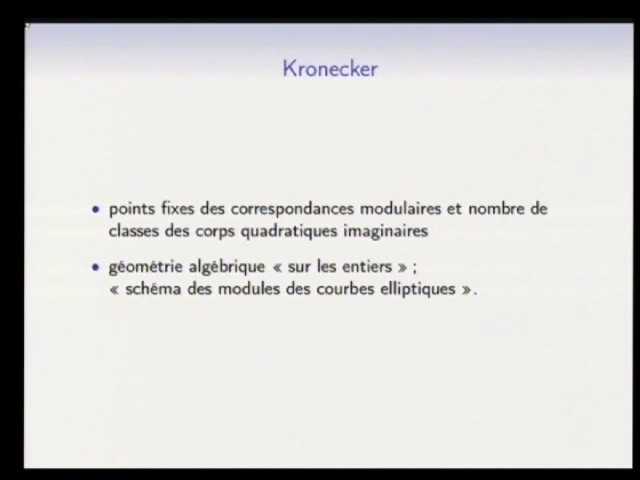 Kronecker
• points fixes des correspondances modulaires et nombre de
classes des corps quadratiques imaginaires
• géométrie algébrique « sur les entiers » ;
« schéma des modules des courbes elliptiques ».